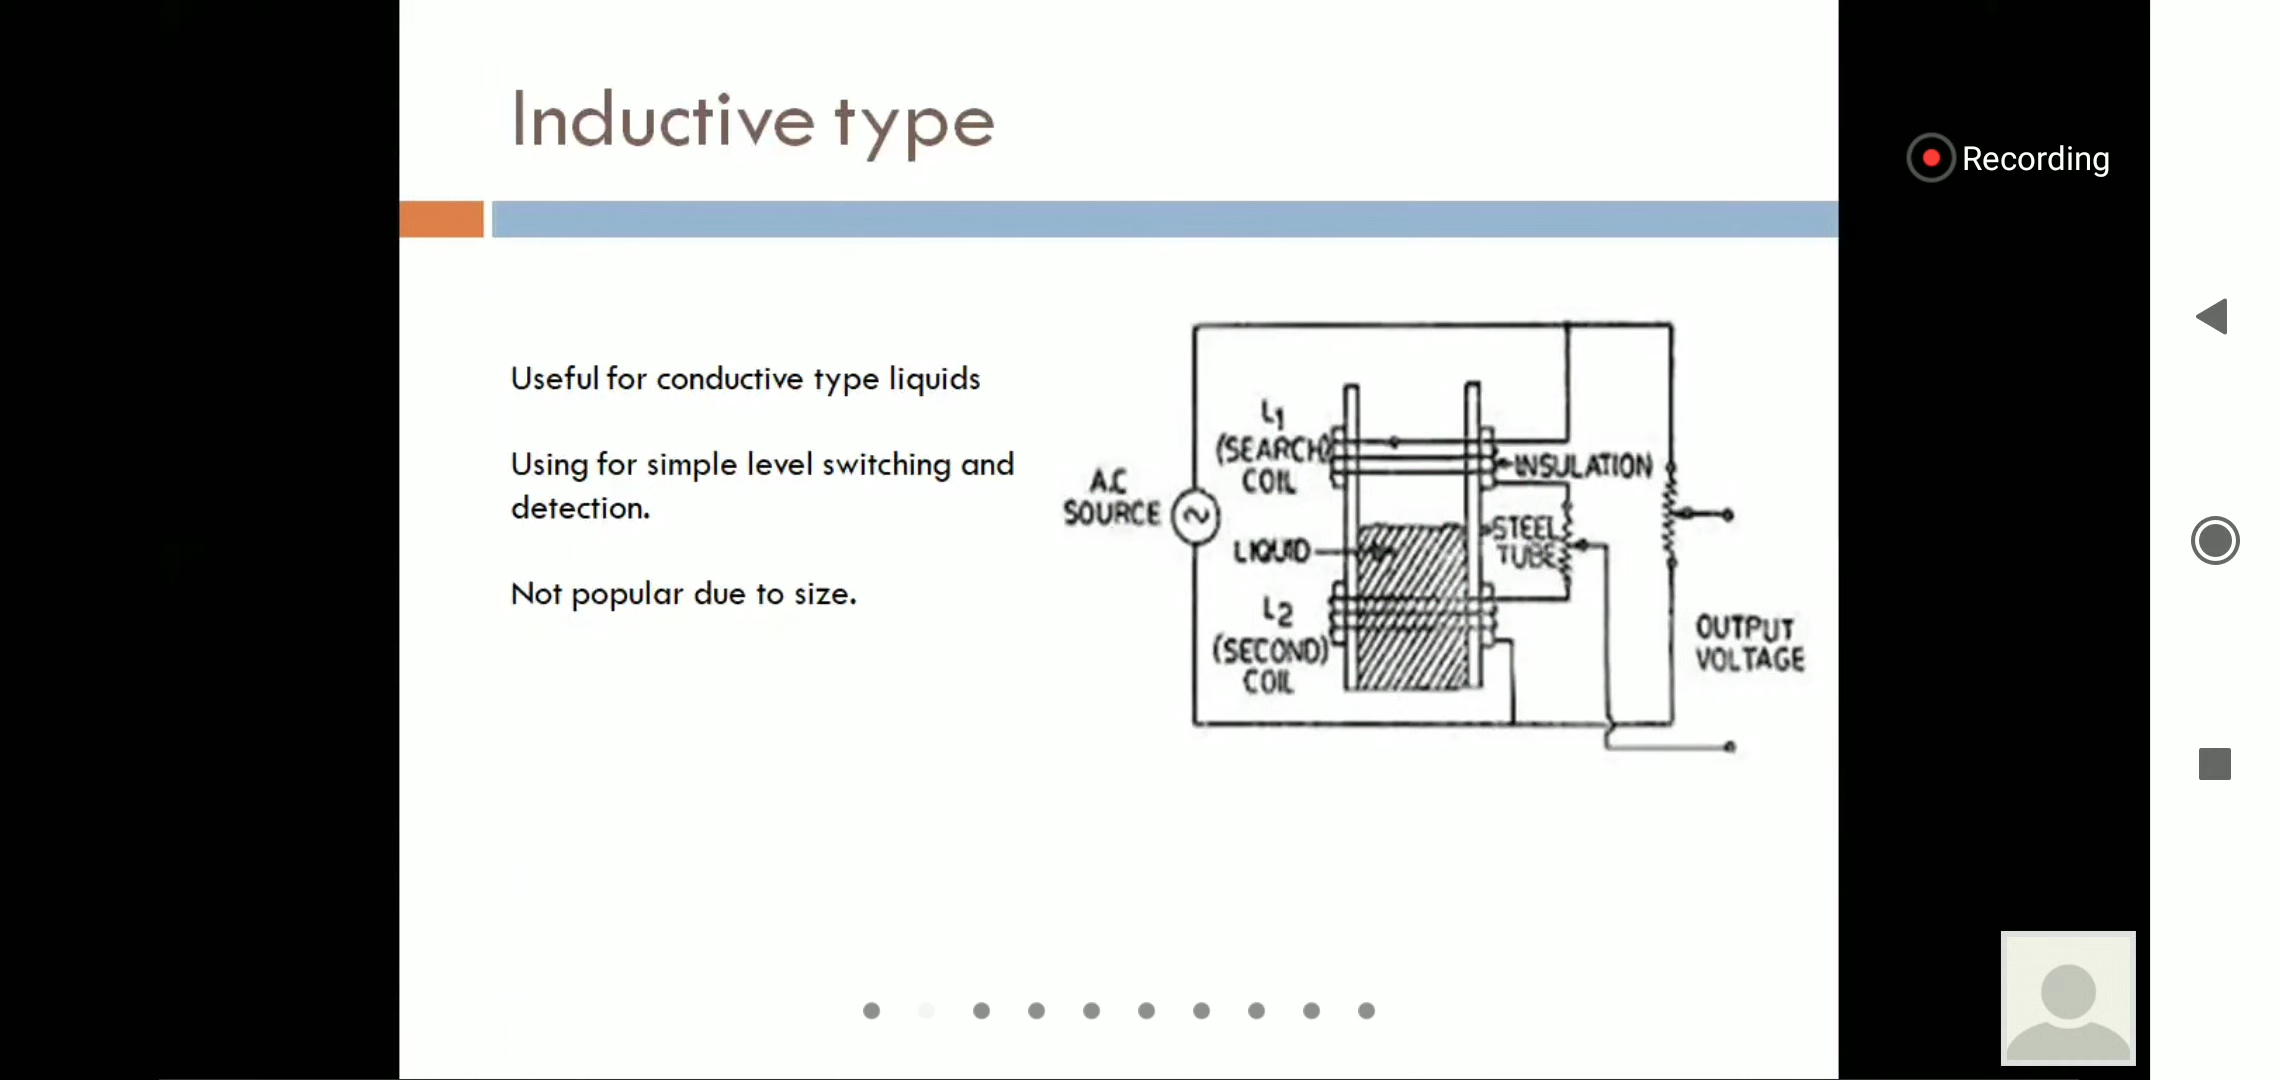 Inductive type
Recording
Useful for conductive type liquids
Using for simple level switching and
detection.
Not popular due to size.
A.C
SOURCE
L1
(SEARCH)
COIL
INSULATION
STEEL
TUBE
LIQUID
L2
(SECOND)
COIL
OUTPUT
VOLTAGE